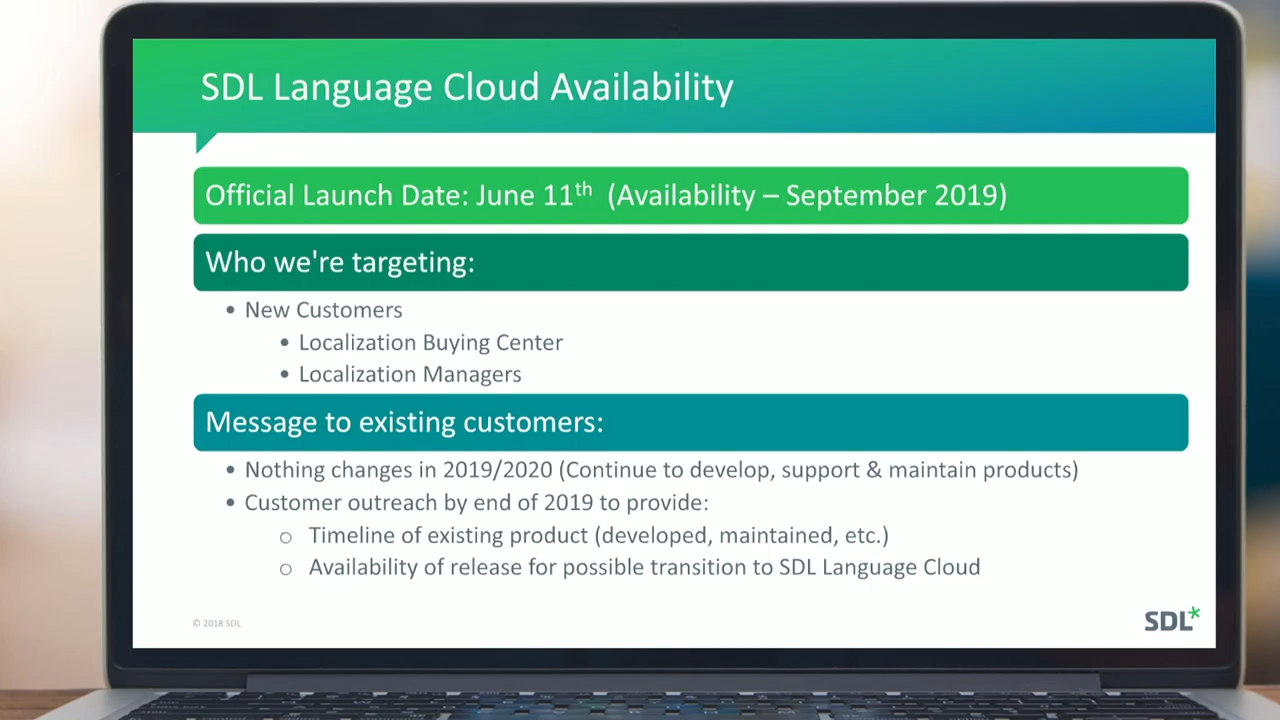 SDL Language Cloud Availability
Official Launch Date: June 11th (Availability – September 2019)
Who we're targeting:
• New Customers
• Localization Buying Center
• Localization Managers
Message to existing customers:
• Nothing changes in 2019/2020 (Continue to develop, support & maintain products)
• Customer outreach by end of 2019 to provide:
○ Timeline of existing product (developed, maintained, etc.)
○ Availability of release for possible transition to SDL Language Cloud
© 2018 SDL
SDL*